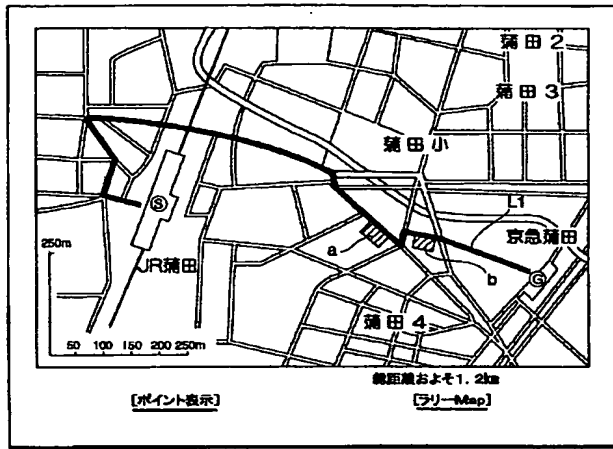 蒲田2
蒲田3
蒲田小
L1
京急蒲田
S
JR蒲田
250m
a
b
G
蒲田4
50 100 150 200 250m
総距離およそ1.2km
[ポイント表示]
[ラリーMap]